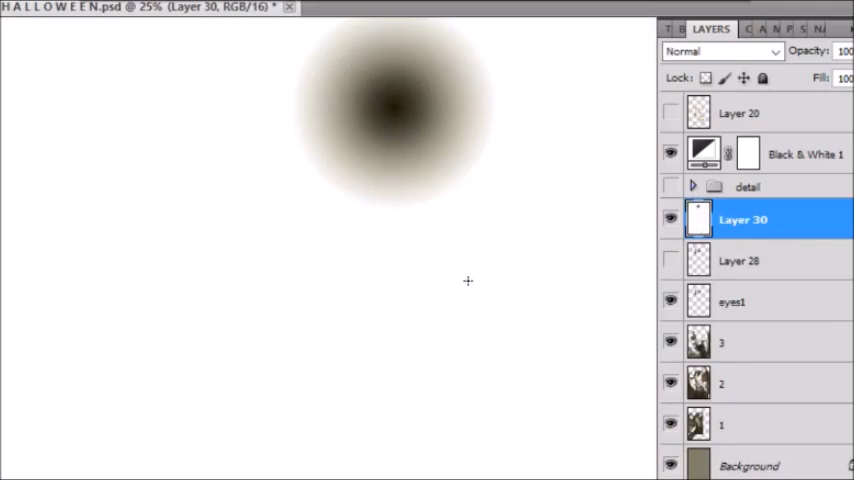 H A L L O W E E N.psd @ 25% (Layer 30, RGB/16) *
T B LAYERS C A M P S N
Normal Opacity: 100
Lock: Fill: 100
Layer 20
Black & White 1
detail
Layer 30
Layer 28
eyes1
3
2
1
Background